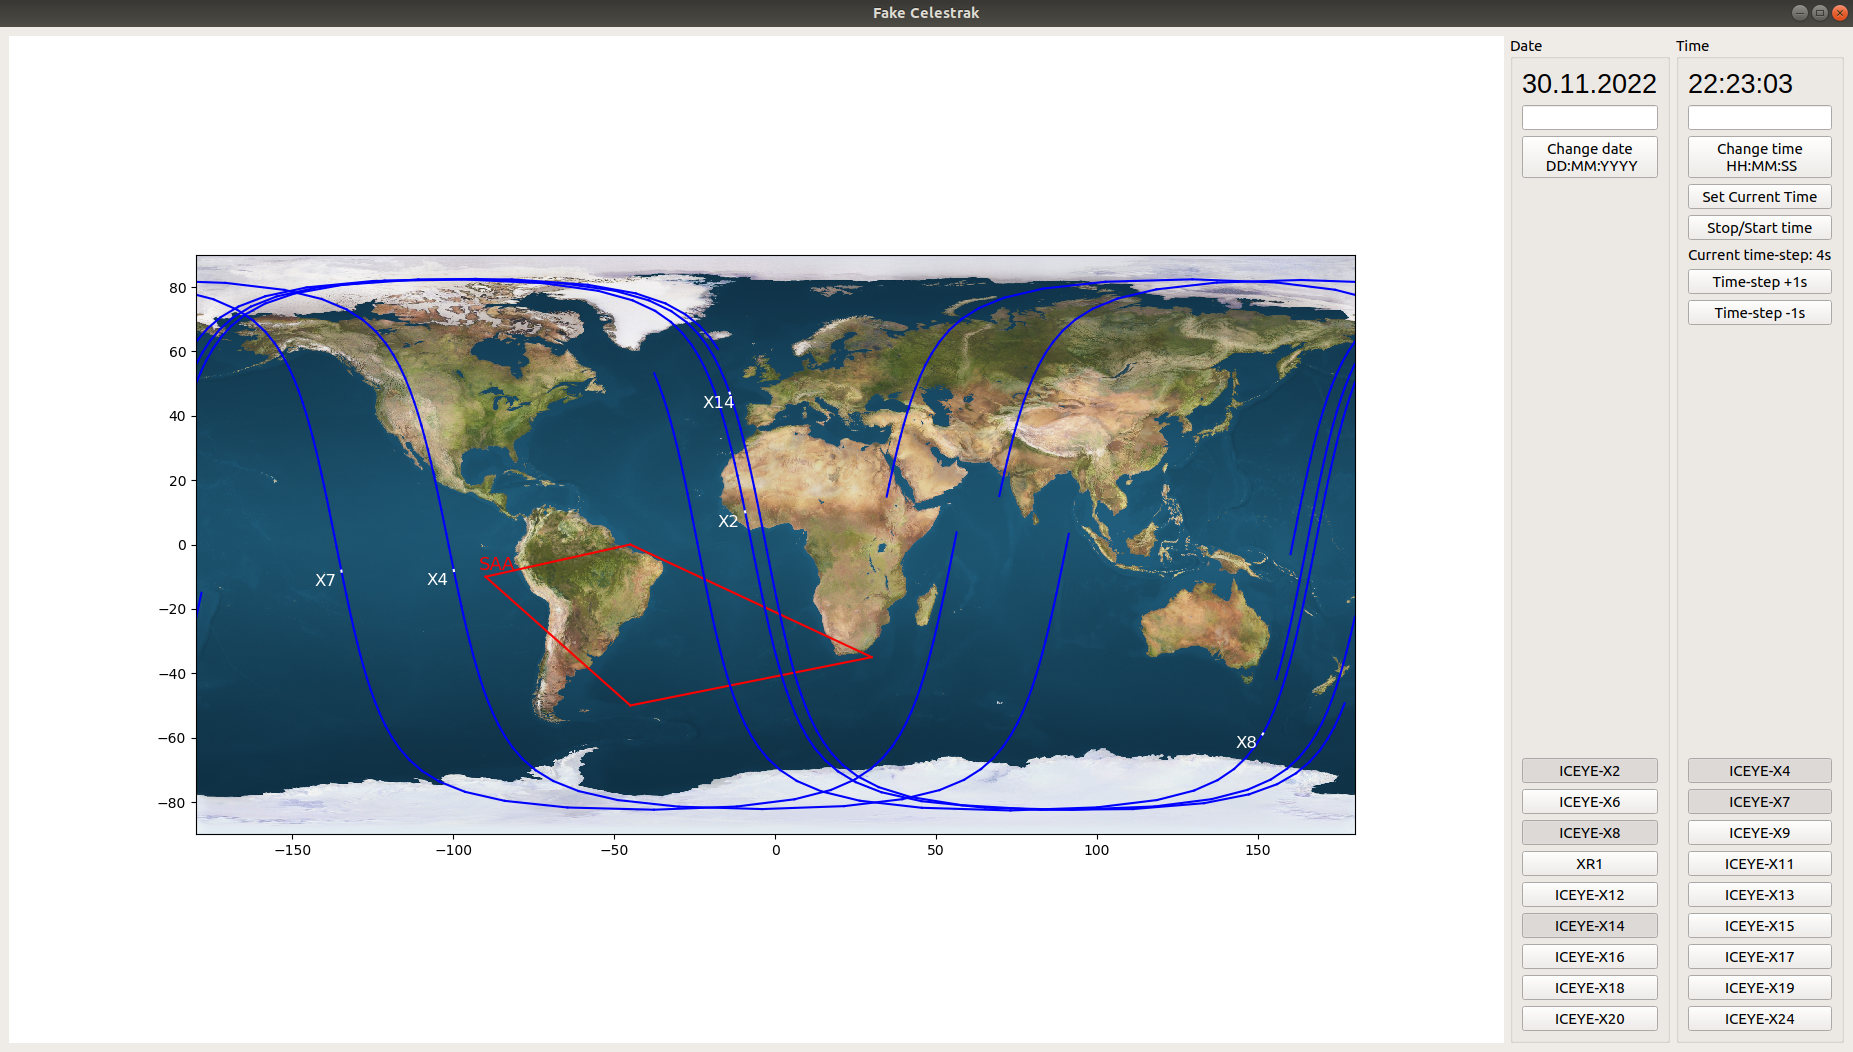 Fake Celestrak
Date
Time
30.11.2022
22:23:03
Change date
DD:MM:YYYY
Change time
HH:MM:SS
Set Current Time
Stop/Start time
Current time-step: 4s
Time-step +1s
Time-step -1s
80
60
40
20
0
−20
−40
−60
−80
X14
X2
SAA
X7
X4
X8
−150
−100
−50
0
50
100
150
ICEYE-X2
ICEYE-X4
ICEYE-X6
ICEYE-X7
ICEYE-X8
ICEYE-X9
XR1
ICEYE-X11
ICEYE-X12
ICEYE-X13
ICEYE-X14
ICEYE-X15
ICEYE-X16
ICEYE-X17
ICEYE-X18
ICEYE-X19
ICEYE-X20
ICEYE-X24